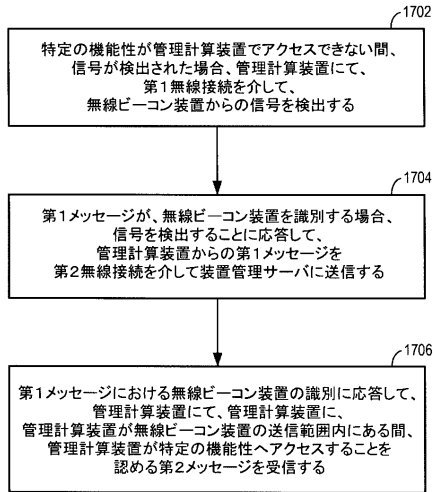 1702
特定の機能性が管理計算装置でアクセスできない間、
信号が検出された場合、管理計算装置にて、
第1無線接続を介して、
無線ビーコン装置からの信号を検出する
1704
第1メッセージが、無線ビーコン装置を識別する場合、
信号を検出することに応答して、
管理計算装置からの第1メッセージを
第2無線接続を介して装置管理サーバに送信する
1706
第1メッセージにおける無線ビーコン装置の識別に応答して、
管理計算装置にて、管理計算装置に、
管理計算装置が無線ビーコン装置の送信範囲内にある間、
管理計算装置が特定の機能性へアクセスすることを
認める第2メッセージを受信する